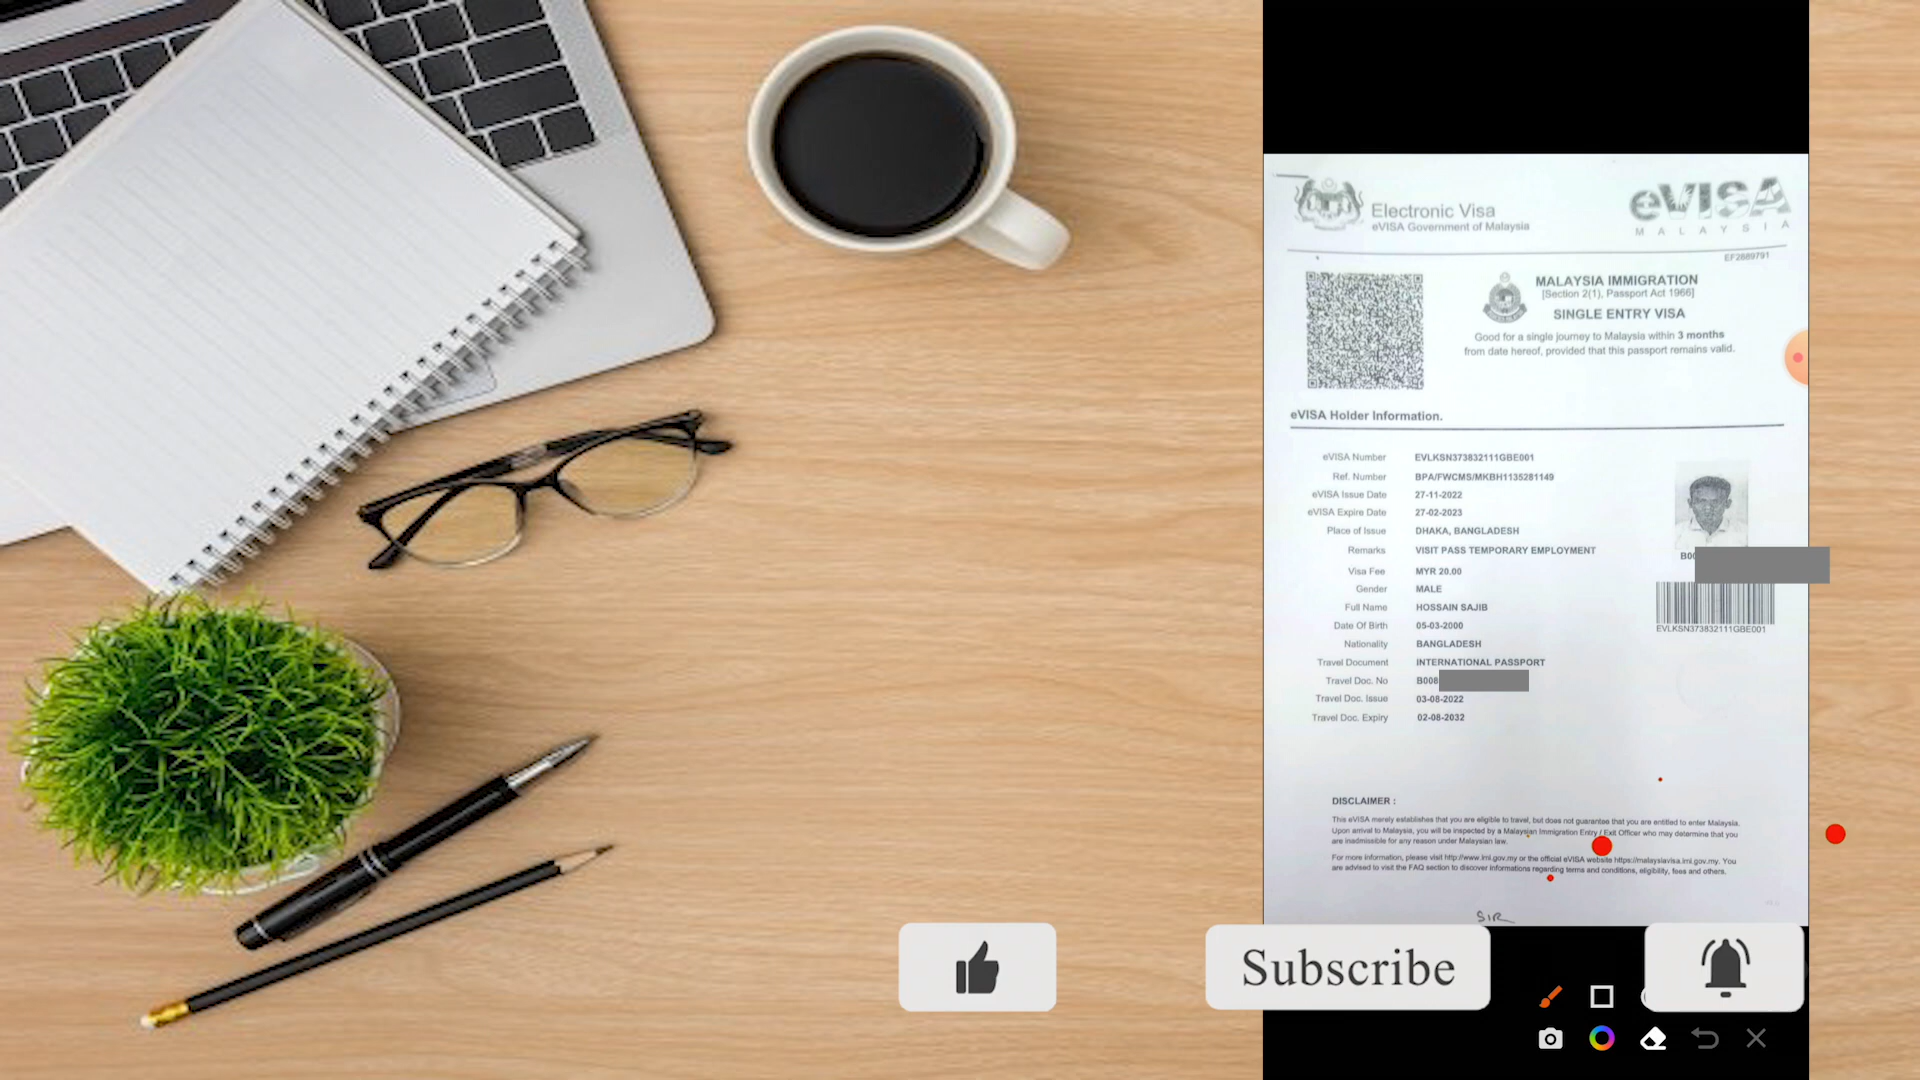 Electronic Visa
eVISA Government of Malaysia
eVISA
MALAYSIA
EF2889791
MALAYSIA IMMIGRATION
[Section 2(1), Passport Act 1966]
SINGLE ENTRY VISA
Good for a single journey to Malaysia within 3 months
from date hereof, provided that this passport remains valid.
eVISA Holder Information.
eVISA Number EVLKSN373832111GBE001
Ref. Number BPA/FWCMS/MKBH1135281149
eVISA Issue Date 27-11-2022
eVISA Expire Date 27-02-2023
Place of Issue DHAKA, BANGLADESH
Remarks VISIT PASS TEMPORARY EMPLOYMENT
B00
Visa Fee MYR 20.00
Gender MALE
Full Name HOSSAIN SAJIB
Date Of Birth 05-03-2000
EVLKSN373832111GBE001
Nationality BANGLADESH
Travel Document INTERNATIONAL PASSPORT
Travel Doc. No B008
Travel Doc. Issue 03-08-2022
Travel Doc. Expiry 02-08-2032
DISCLAIMER :
This eVISA merely establishes that you are eligible to travel, but does not guarantee that you are entitled to enter Malaysia.
Upon arrival to Malaysia, you will be inspected by a Malaysian Immigration Entry / Exit Officer who may determine that you
are inadmissible for any reason under Malaysian law.
For more information, please visit http://www.imi.gov.my or the official eVISA website https://malaysiavisa.imi.gov.my. You
are advised to visit the FAQ section to discover informations regarding terms and conditions, eligibility, fees and others.
SIR
Subscribe